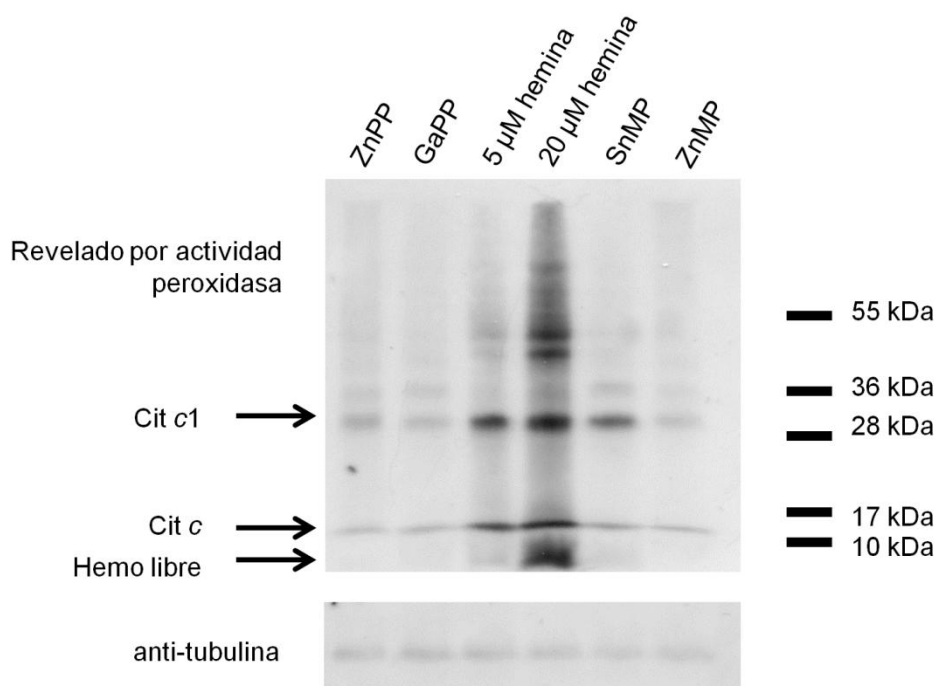 ZnPP
GaPP
5 µM hemina
20 µM hemina
SnMP
ZnMP
Revelado por actividad
peroxidasa
55 kDa
36 kDa
Cit c1
28 kDa
17 kDa
Cit c
10 kDa
Hemo libre
anti-tubulina